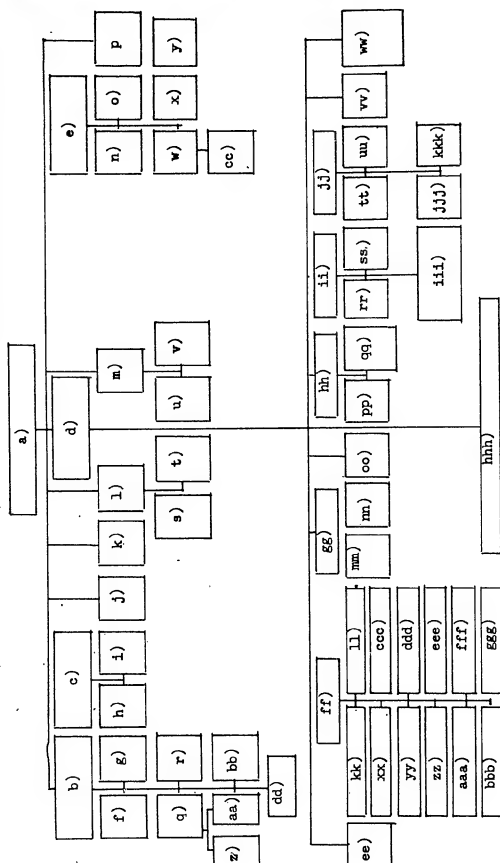 a)
b)
c)
d)
e)
f)
g)
h)
i)
j)
k)
l)
m)
n)
o)
p
q)
r)
s)
t)
u)
v)
w)
x)
y)
z)
aa)
bb)
cc)
dd)
ee)
ff)
gg)
hh)
ii)
jj)
kk)
ll)
mm)
nn)
oo)
pp)
qq)
rr)
ss.)
tt)
uu)
vv)
ww)
xx)
ccc)
yy)
ddd)
zz)
eee)
aaa)
fff)
bbb)
ggg)
hhh)
iii)
jjj)
kkk)